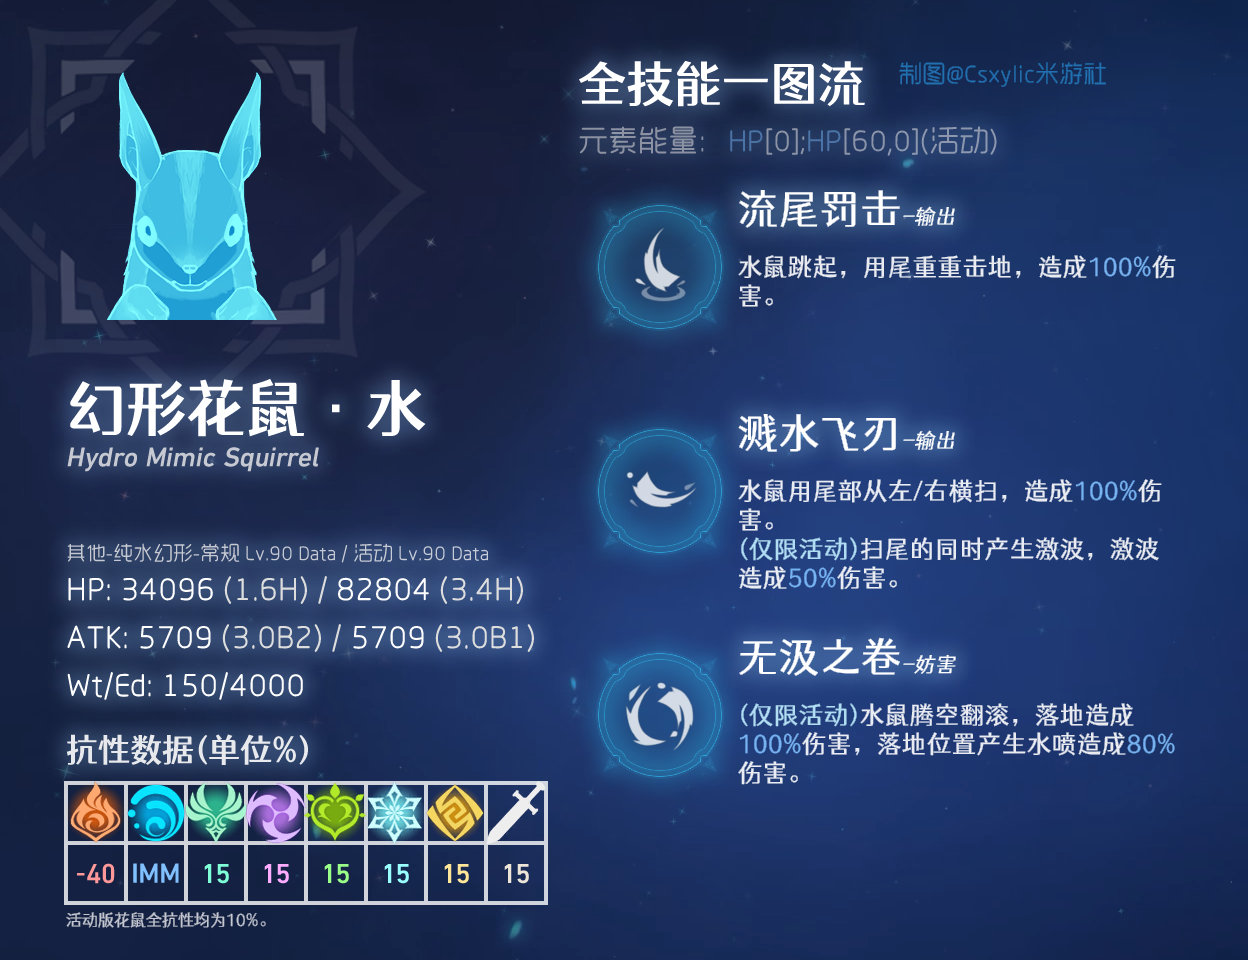 全技能一图流
制图@Csxylic米游社
元素能量: HP[0];HP[60,0](活动)
流尾罚击-输出
水鼠跳起，用尾重重击地，造成100%伤
害。
溅水飞刃-输出
水鼠用尾部从左/右横扫，造成100%伤
害。
(仅限活动)扫尾的同时产生激波，激波
造成50%伤害。
无汲之卷-妨害
(仅限活动)水鼠腾空翻滚，落地造成
100%伤害，落地位置产生水喷造成80%
伤害。
幻形花鼠·水
Hydro Mimic Squirrel
其他-纯水幻形-常规 Lv.90 Data / 活动 Lv.90 Data
HP: 34096 (1.6H) / 82804 (3.4H)
ATK: 5709 (3.0B2) / 5709 (3.0B1)
Wt/Ed: 150/4000
抗性数据(单位%)
-40 IMM 15 15 15 15 15 15
活动版花鼠全抗性均为10%。